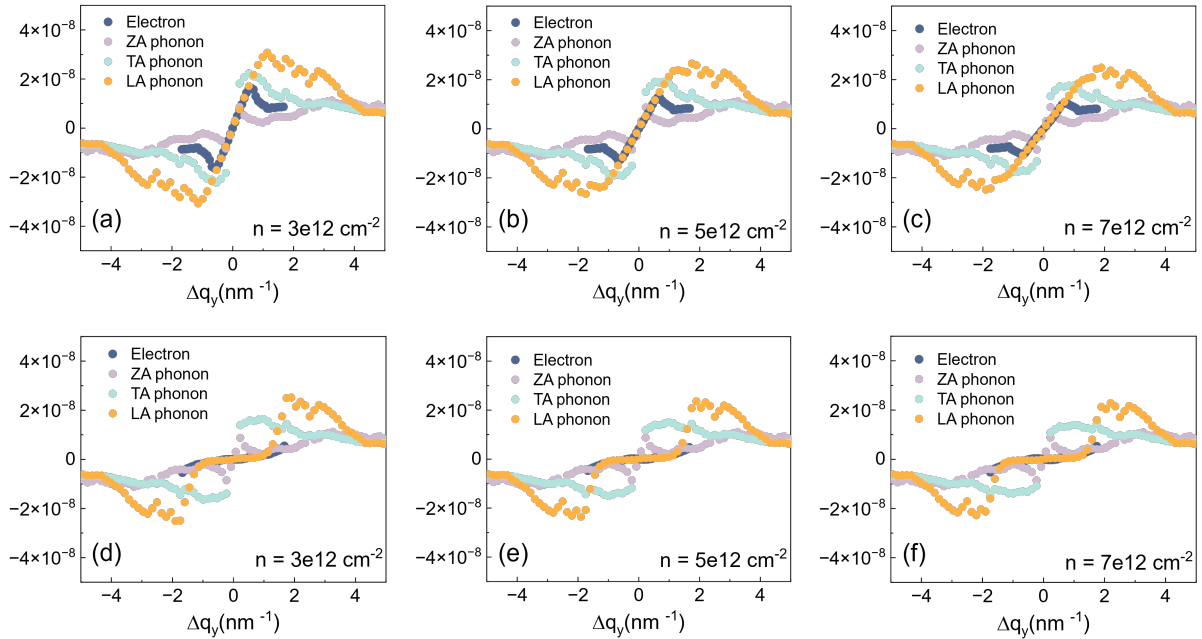 4×10⁻⁸
2×10⁻⁸
0
−2×10⁻⁸
−4×10⁻⁸
Electron
ZA phonon
TA phonon
LA phonon
(a)
n = 3e12 cm⁻²
−4 −2 0 2 4
Δq_y(nm ⁻¹)
4×10⁻⁸
2×10⁻⁸
0
−2×10⁻⁸
−4×10⁻⁸
Electron
ZA phonon
TA phonon
LA phonon
(b)
n = 5e12 cm⁻²
−4 −2 0 2 4
Δq_y(nm ⁻¹)
4×10⁻⁸
2×10⁻⁸
0
−2×10⁻⁸
−4×10⁻⁸
Electron
ZA phonon
TA phonon
LA phonon
(c)
n = 7e12 cm⁻²
−4 −2 0 2 4
Δq_y(nm ⁻¹)
4×10⁻⁸
2×10⁻⁸
0
−2×10⁻⁸
−4×10⁻⁸
Electron
ZA phonon
TA phonon
LA phonon
(d)
n = 3e12 cm⁻²
−4 −2 0 2 4
Δq_y(nm ⁻¹)
4×10⁻⁸
2×10⁻⁸
0
−2×10⁻⁸
−4×10⁻⁸
Electron
ZA phonon
TA phonon
LA phonon
(e)
n = 5e12 cm⁻²
−4 −2 0 2 4
Δq_y(nm ⁻¹)
4×10⁻⁸
2×10⁻⁸
0
−2×10⁻⁸
−4×10⁻⁸
Electron
ZA phonon
TA phonon
LA phonon
(f)
n = 7e12 cm⁻²
−4 −2 0 2 4
Δq_y(nm ⁻¹)